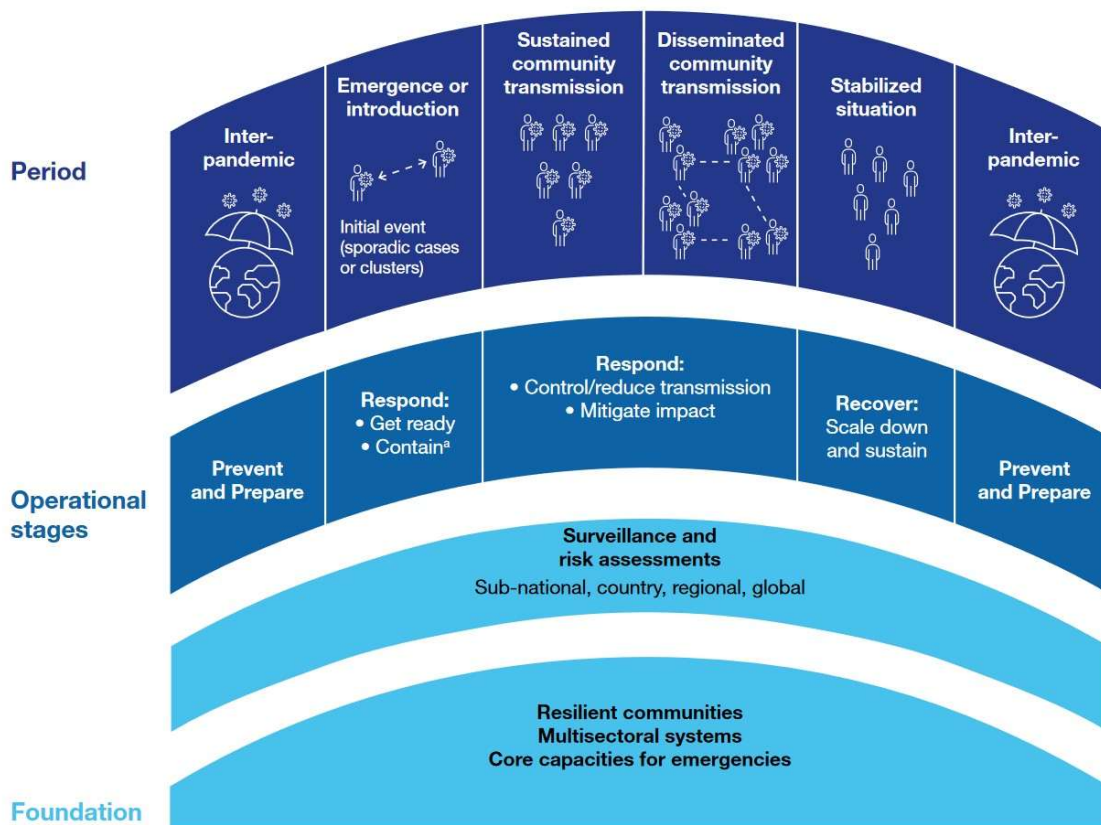 Period
Inter-
pandemic
Emergence or
introduction
Initial event
(sporadic cases
or clusters)
Sustained
community
transmission
Disseminated
community
transmission
Stabilized
situation
Inter-
pandemic
Operational
stages
Prevent
and Prepare
Respond:
• Get ready
• Containᵃ
Respond:
• Control/reduce transmission
• Mitigate impact
Recover:
Scale down
and sustain
Prevent
and Prepare
Surveillance and
risk assessments
Sub-national, country, regional, global
Foundation
Resilient communities
Multisectoral systems
Core capacities for emergencies